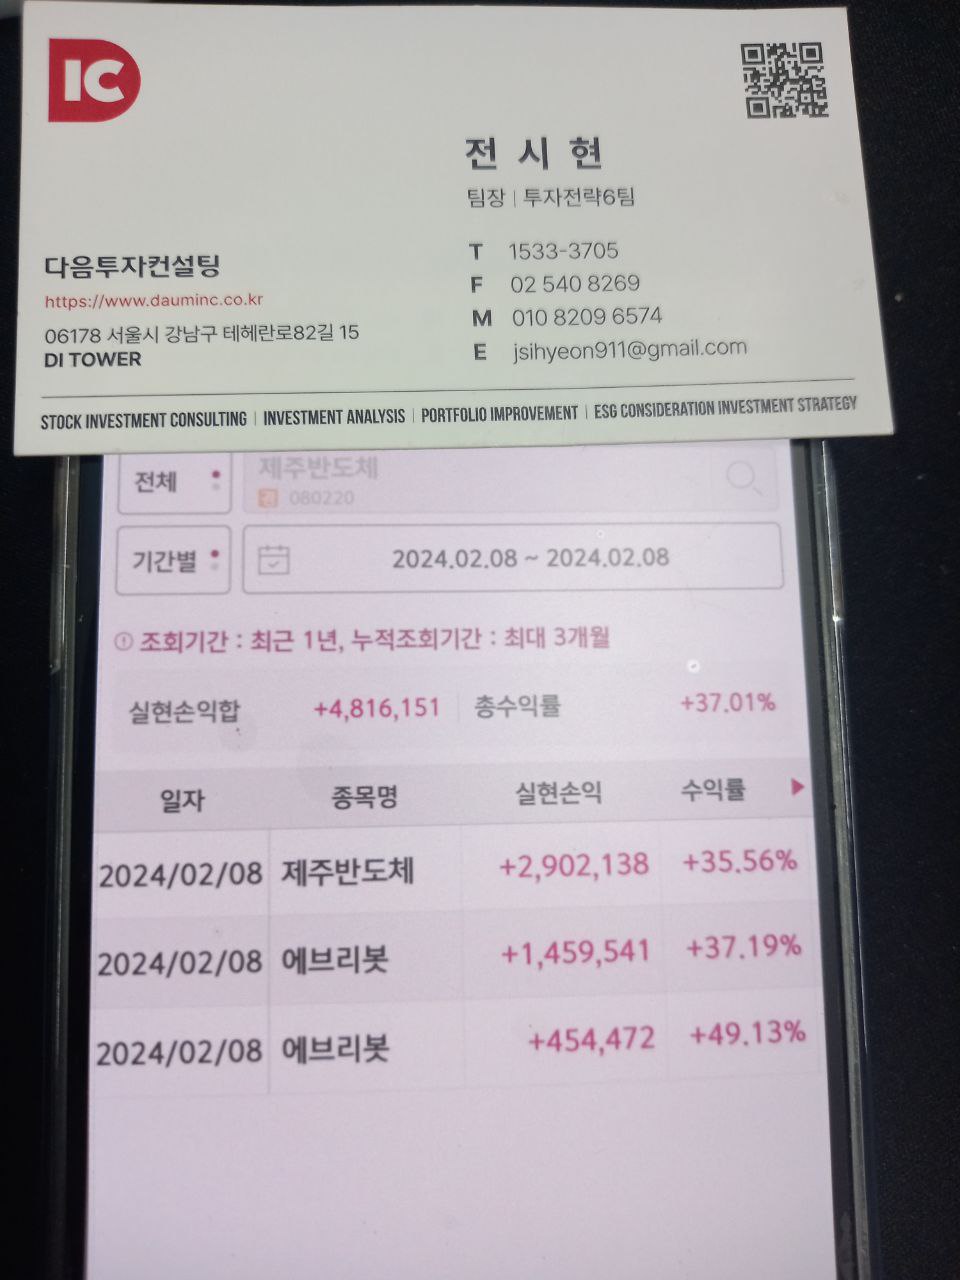 IC
전 시 현
팀장 | 투자전략6팀
다음투자컨설팅
https://www.dauminc.co.kr
06178 서울시 강남구 테헤란로82길 15
DI TOWER
T 1533-3705
F 02 540 8269
M 010 8209 6574
E jsihyeon911@gmail.com
STOCK INVESTMENT CONSULTING | INVESTMENT ANALYSIS | PORTFOLIO IMPROVEMENT | ESG CONSIDERATION INVESTMENT STRATEGY
전체 제주반도체
080220
기간별 2024.02.08 ~ 2024.02.08
조회기간 : 최근 1년, 누적조회기간 : 최대 3개월
실현손익합 +4,816,151 총수익률 +37.01%
일자 종목명 실현손익 수익률
2024/02/08 제주반도체 +2,902,138 +35.56%
2024/02/08 에브리봇 +1,459,541 +37.19%
2024/02/08 에브리봇 +454,472 +49.13%